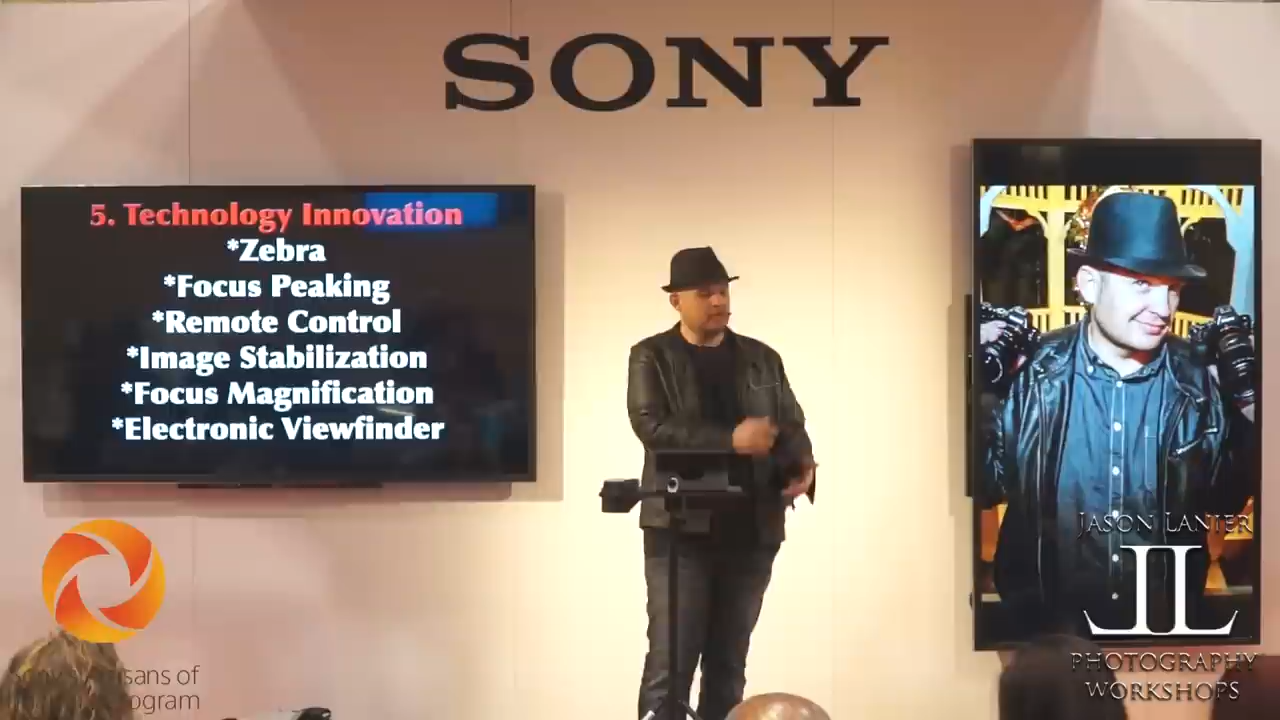 SONY
5. Technology Innovation
*Zebra
*Focus Peaking
*Remote Control
*Image Stabilization
*Focus Magnification
*Electronic Viewfinder
JASON LANIER
JL
PHOTOGRAPHY
WORKSHOPS
of